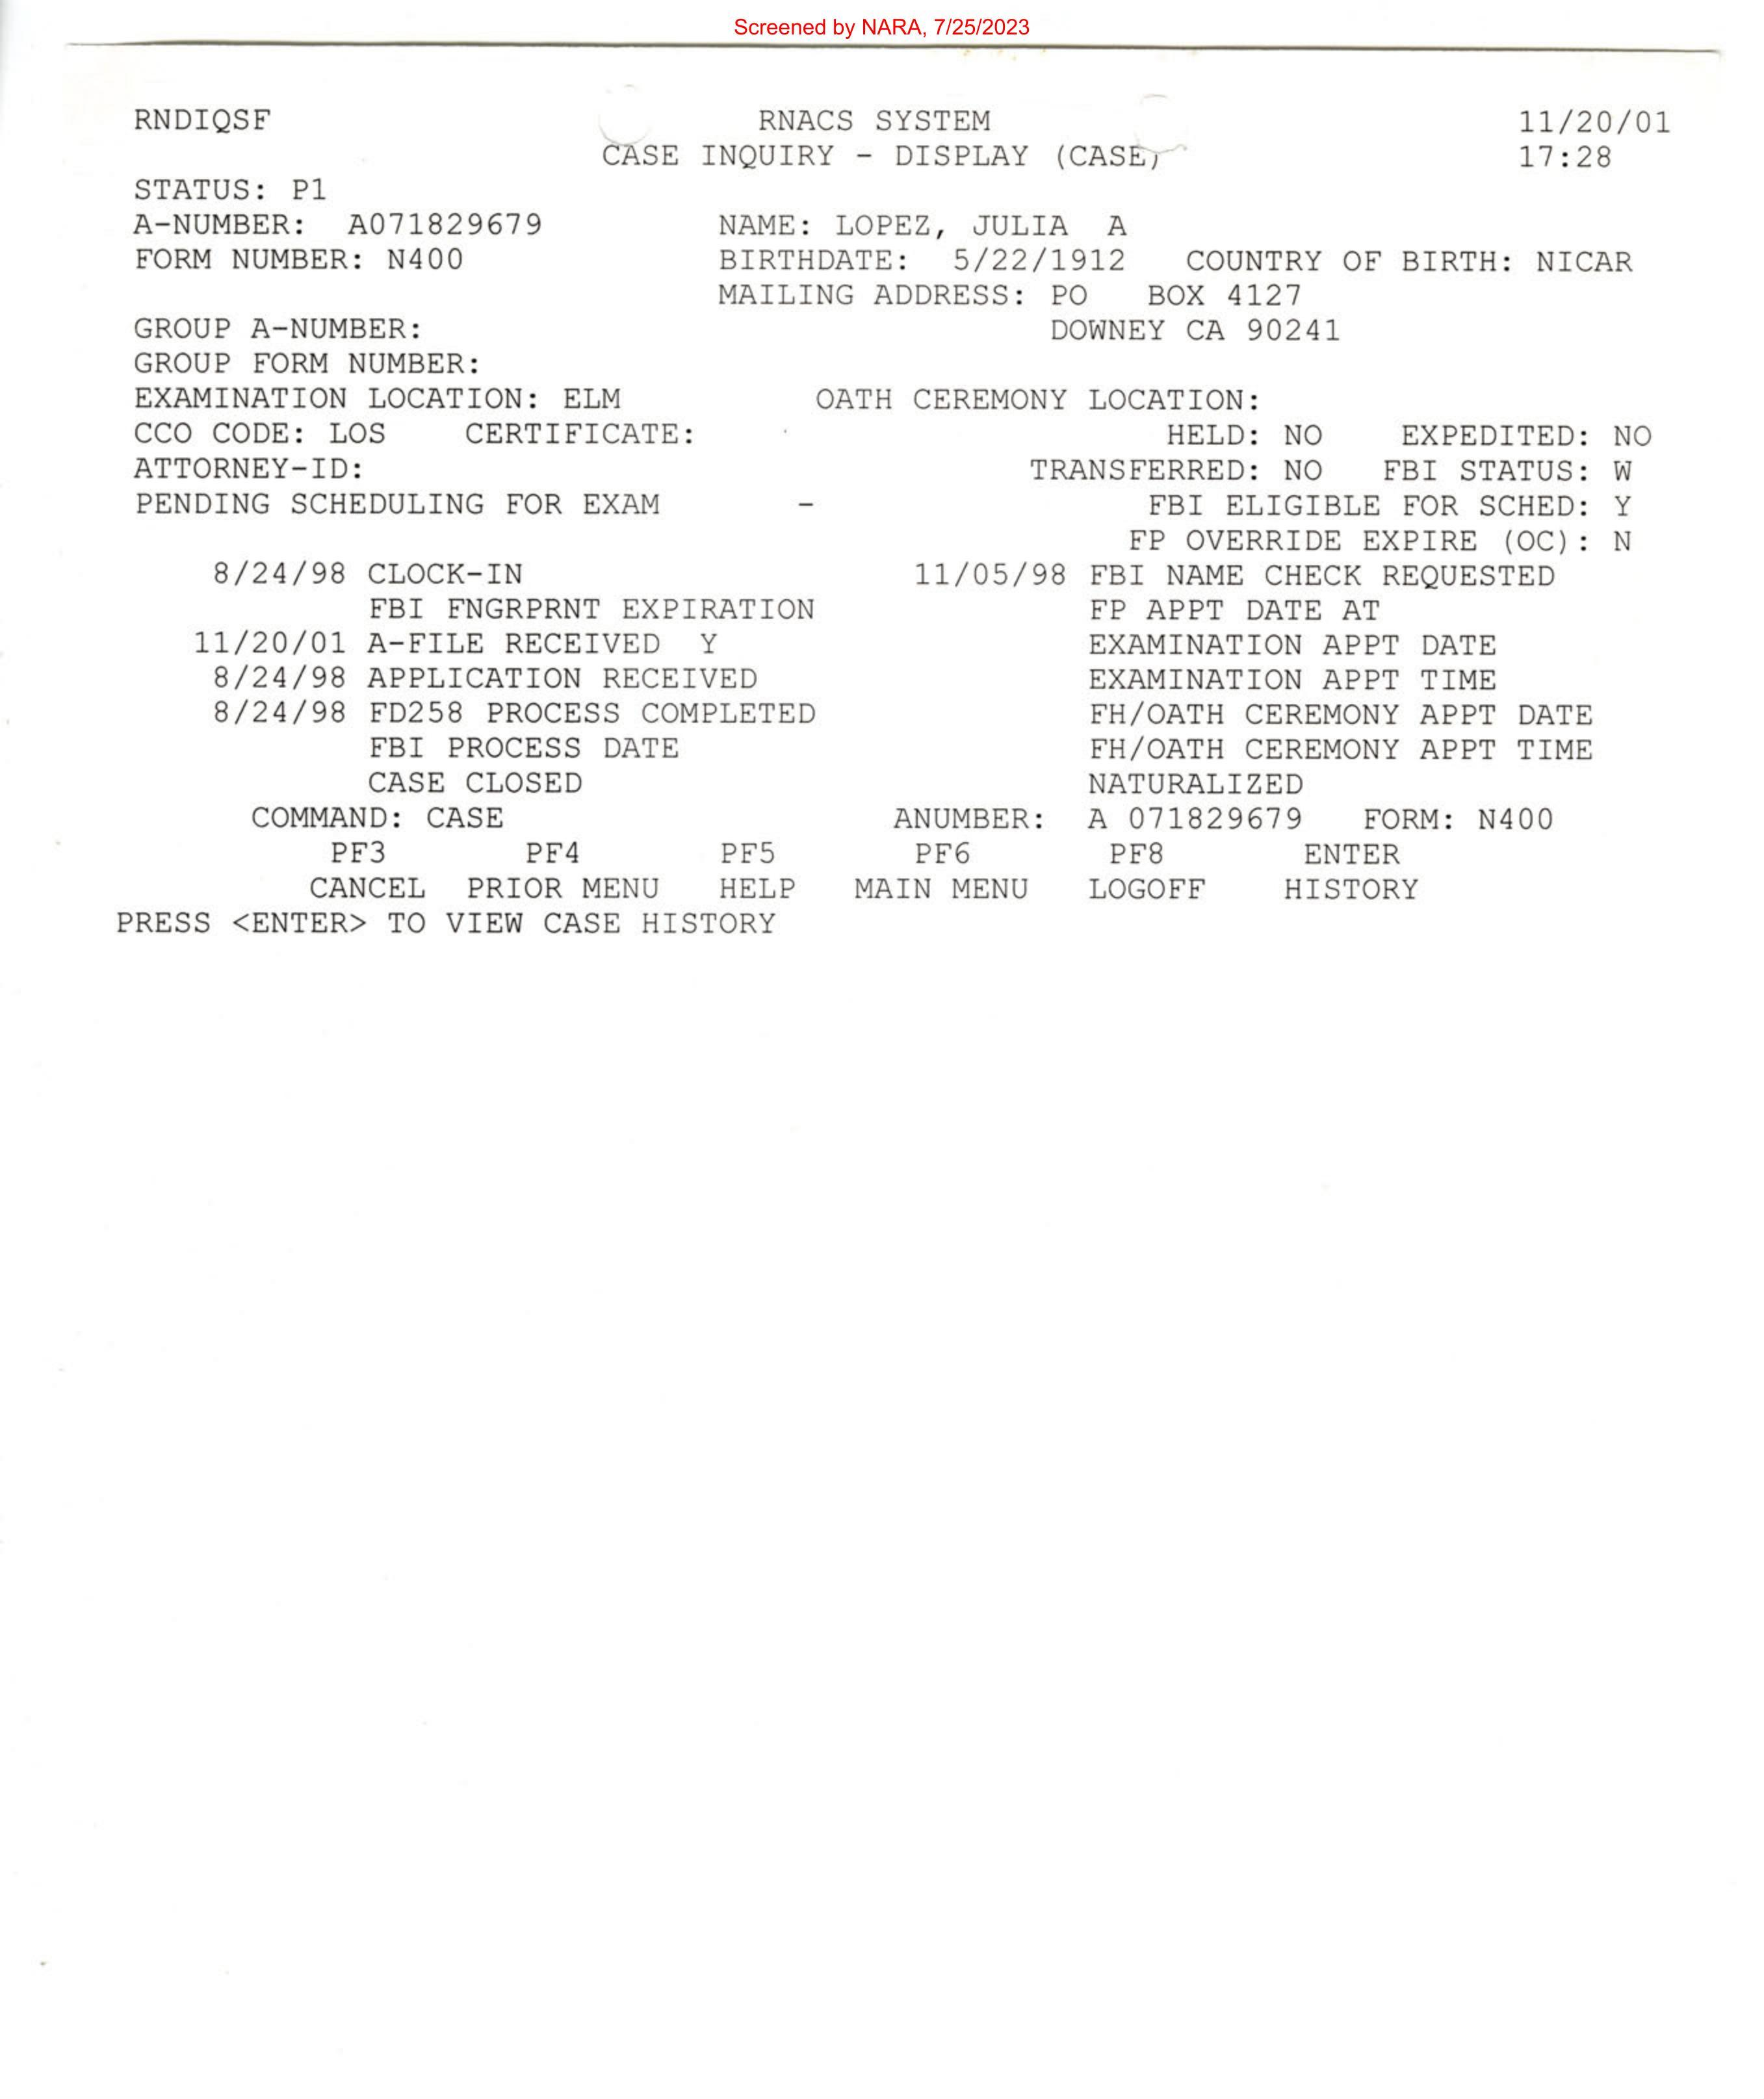 Screened by NARA, 7/25/2023
RNDIQSF RNACS SYSTEM 11/20/01
CASE INQUIRY - DISPLAY (CASE) 17:28
STATUS: P1
A-NUMBER: A071829679 NAME: LOPEZ, JULIA A
FORM NUMBER: N400 BIRTHDATE: 5/22/1912 COUNTRY OF BIRTH: NICAR
MAILING ADDRESS: PO BOX 4127
GROUP A-NUMBER: DOWNEY CA 90241
GROUP FORM NUMBER:
EXAMINATION LOCATION: ELM OATH CEREMONY LOCATION:
CCO CODE: LOS CERTIFICATE: HELD: NO EXPEDITED: NO
ATTORNEY-ID: TRANSFERRED: NO FBI STATUS: W
PENDING SCHEDULING FOR EXAM - FBI ELIGIBLE FOR SCHED: Y
FP OVERRIDE EXPIRE (OC): N
8/24/98 CLOCK-IN 11/05/98 FBI NAME CHECK REQUESTED
FBI FNGRPRNT EXPIRATION FP APPT DATE AT
11/20/01 A-FILE RECEIVED Y EXAMINATION APPT DATE
8/24/98 APPLICATION RECEIVED EXAMINATION APPT TIME
8/24/98 FD258 PROCESS COMPLETED FH/OATH CEREMONY APPT DATE
FBI PROCESS DATE FH/OATH CEREMONY APPT TIME
CASE CLOSED NATURALIZED
COMMAND: CASE ANUMBER: A 071829679 FORM: N400
PF3 PF4 PF5 PF6 PF8 ENTER
CANCEL PRIOR MENU HELP MAIN MENU LOGOFF HISTORY
PRESS <ENTER> TO VIEW CASE HISTORY